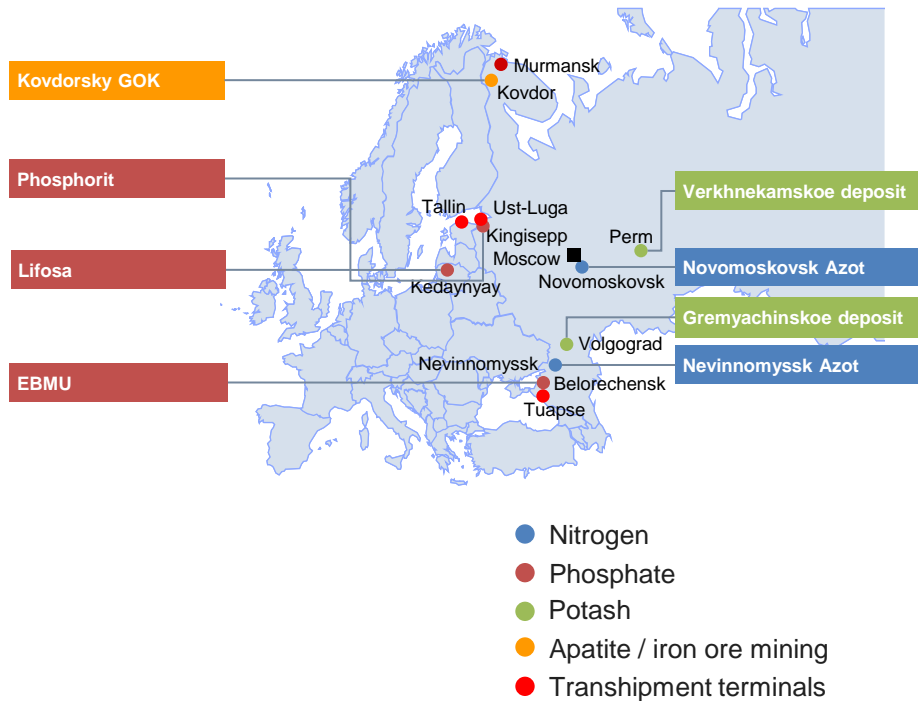 Murmansk
Kovdorsky GOK
Kovdor
Phosphorit
Verkhnekamskoe deposit
Tallin
Ust-Luga
Kingisepp
Perm
Moscow
Lifosa
Novomoskovsk Azot
Kedaynyay
Novomoskovsk
Gremyachinskoe deposit
Volgograd
Nevinnomyssk
Nevinnomyssk Azot
EBMU
Belorechensk
Tuapse
Nitrogen
Phosphate
Potash
Apatite / iron ore mining
Transhipment terminals